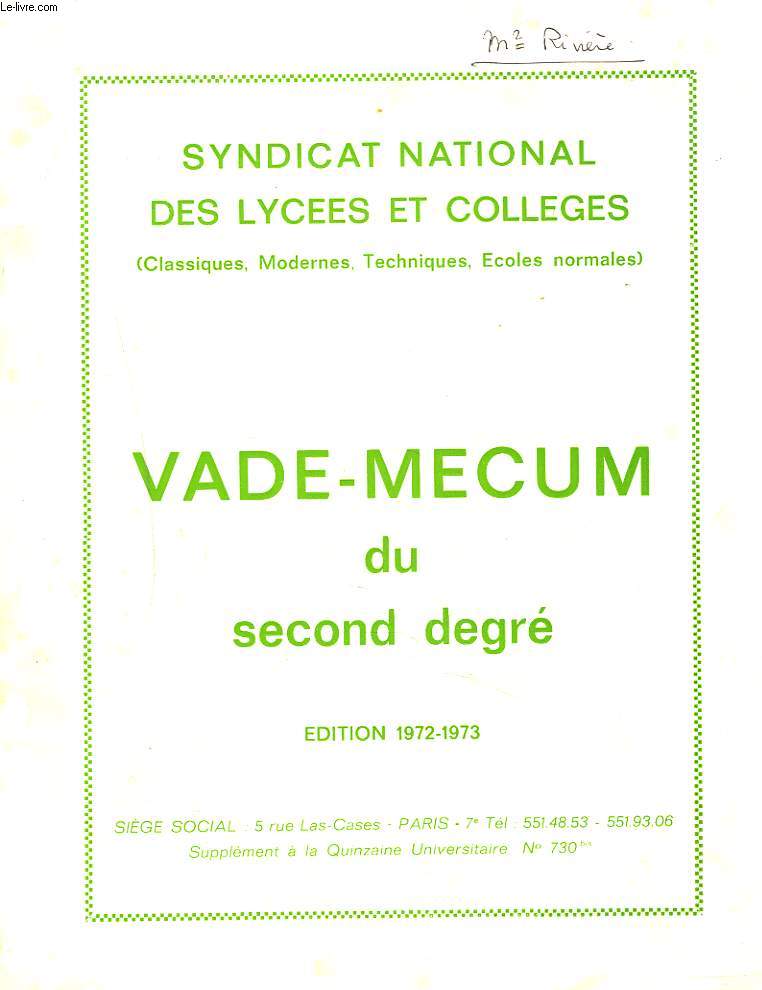 Le-livre.com
M² Rivière
SYNDICAT NATIONAL
DES LYCEES ET COLLEGES
(Classiques, Modernes, Techniques, Ecoles normales)
VADE-MECUM
du
second degré
EDITION 1972-1973
SIÈGE SOCIAL : 5 rue Las-Cases - PARIS - 7e Tél : 551.48.53 - 551.93.06
Supplément à la Quinzaine Universitaire No 730 bis